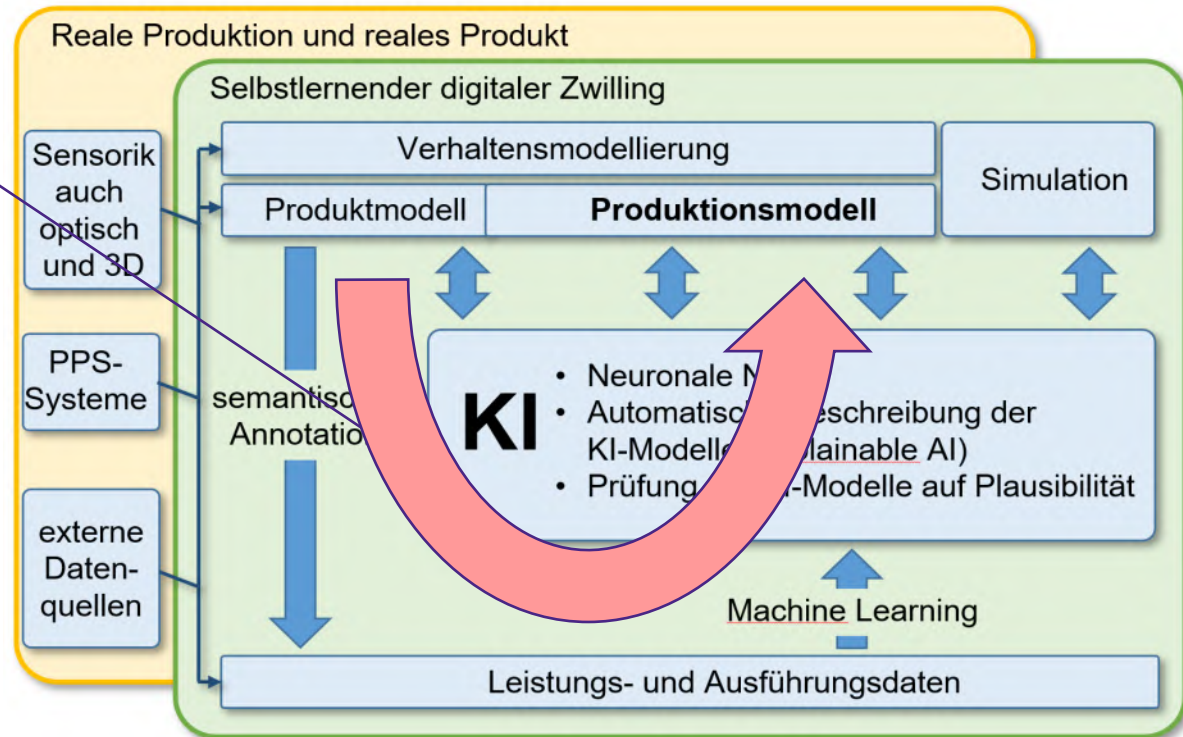 Reale Produktion und reales Produkt
Selbstlernender digitaler Zwilling
Sensorik
auch
optisch
und 3D
PPS-
Systeme
externe
Daten-
quellen
Verhaltensmodellierung
Produktmodell
Produktionsmodell
Simulation
semantisc
Annotation
KI
• Neuronale N
• Automatisch eschreibung der
KI-Modelle plainable AI)
• Prüfung I-Modelle auf Plausibilität
Machine Learning
Leistungs- und Ausführungsdaten